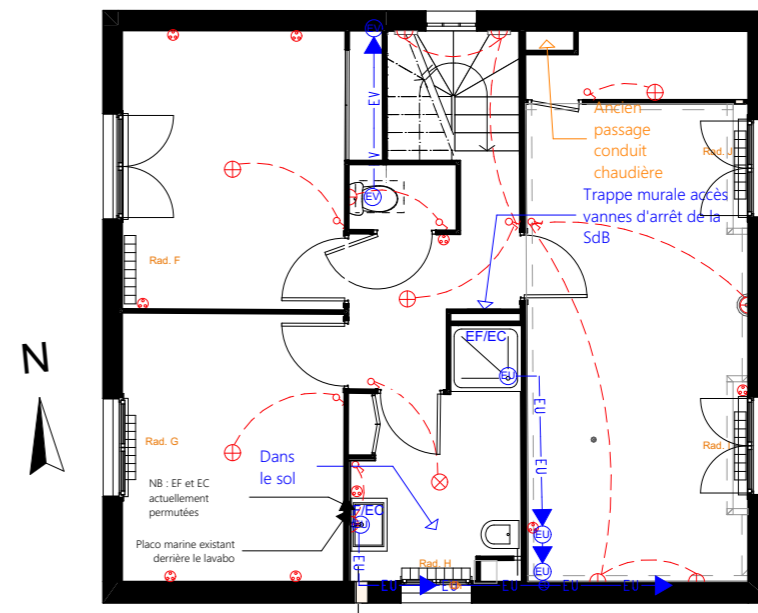 EV
EV
V
EV
Ancien
passage
conduit
chaudière
Rad. J
Trappe murale accès
vannes d'arrêt de la
SdB
Rad. F
N
EF/EC
EU
EU
EU
Rad. G
Rad. I
Dans
le sol
NB : EF et EC
actuellement
permutées
F/EC
EU
Placo marine existant
derrière le lavabo
EU
EU
EU
Rad. H
EU
EU
EU
EU